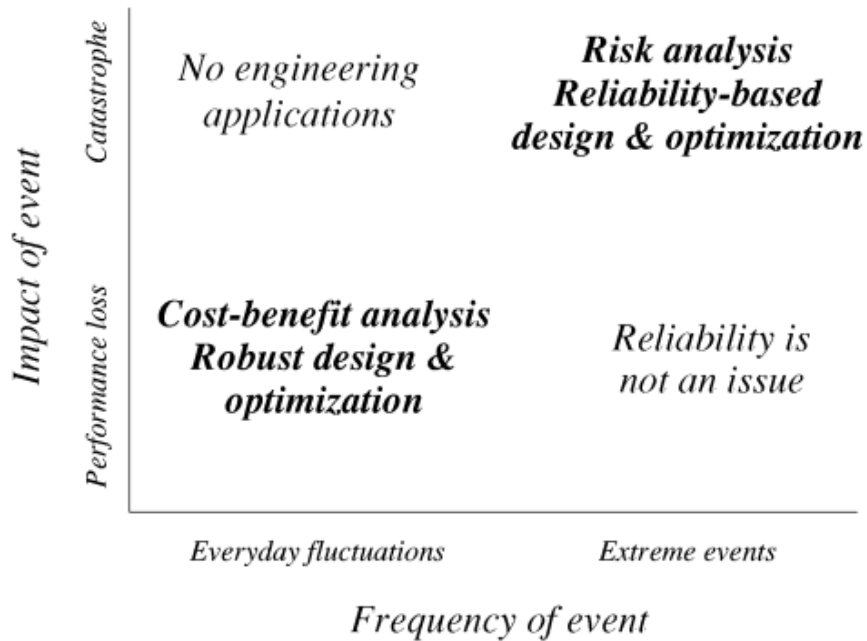 Impact of event
Catastrophe
Performance loss
No engineering
applications
Risk analysis
Reliability-based
design & optimization
Cost-benefit analysis
Robust design &
optimization
Reliability is
not an issue
Everyday fluctuations
Extreme events
Frequency of event